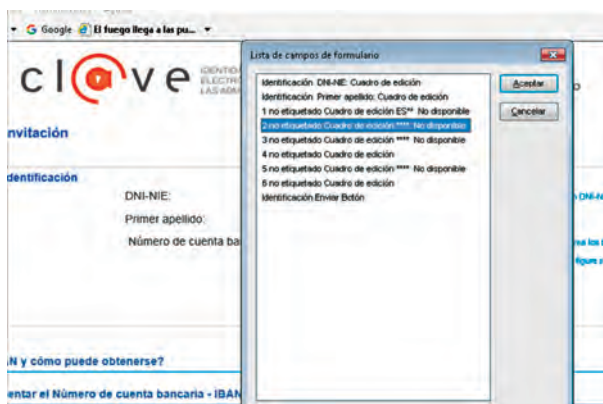 Google El fuego llega a las pu...
cl@ve
invitación
Identificación
DNI-NIE:
Primer apellido:
Número de cuenta ba
N y cómo puede obtenerse?
entar el Número de cuenta bancaria - IBAN
Lista de campos de formulario
Identificación DNI-NIE: Cuadro de edición
Identificación Primer apellido: Cuadro de edición
1 no etiquetado Cuadro de edición ES** No disponible
2 no etiquetado Cuadro de edición **** No disponible
3 no etiquetado Cuadro de edición **** No disponible
4 no etiquetado Cuadro de edición
5 no etiquetado Cuadro de edición **** No disponible
6 no etiquetado Cuadro de edición
Identificación Enviar Botón
Aceptar
Cancelar